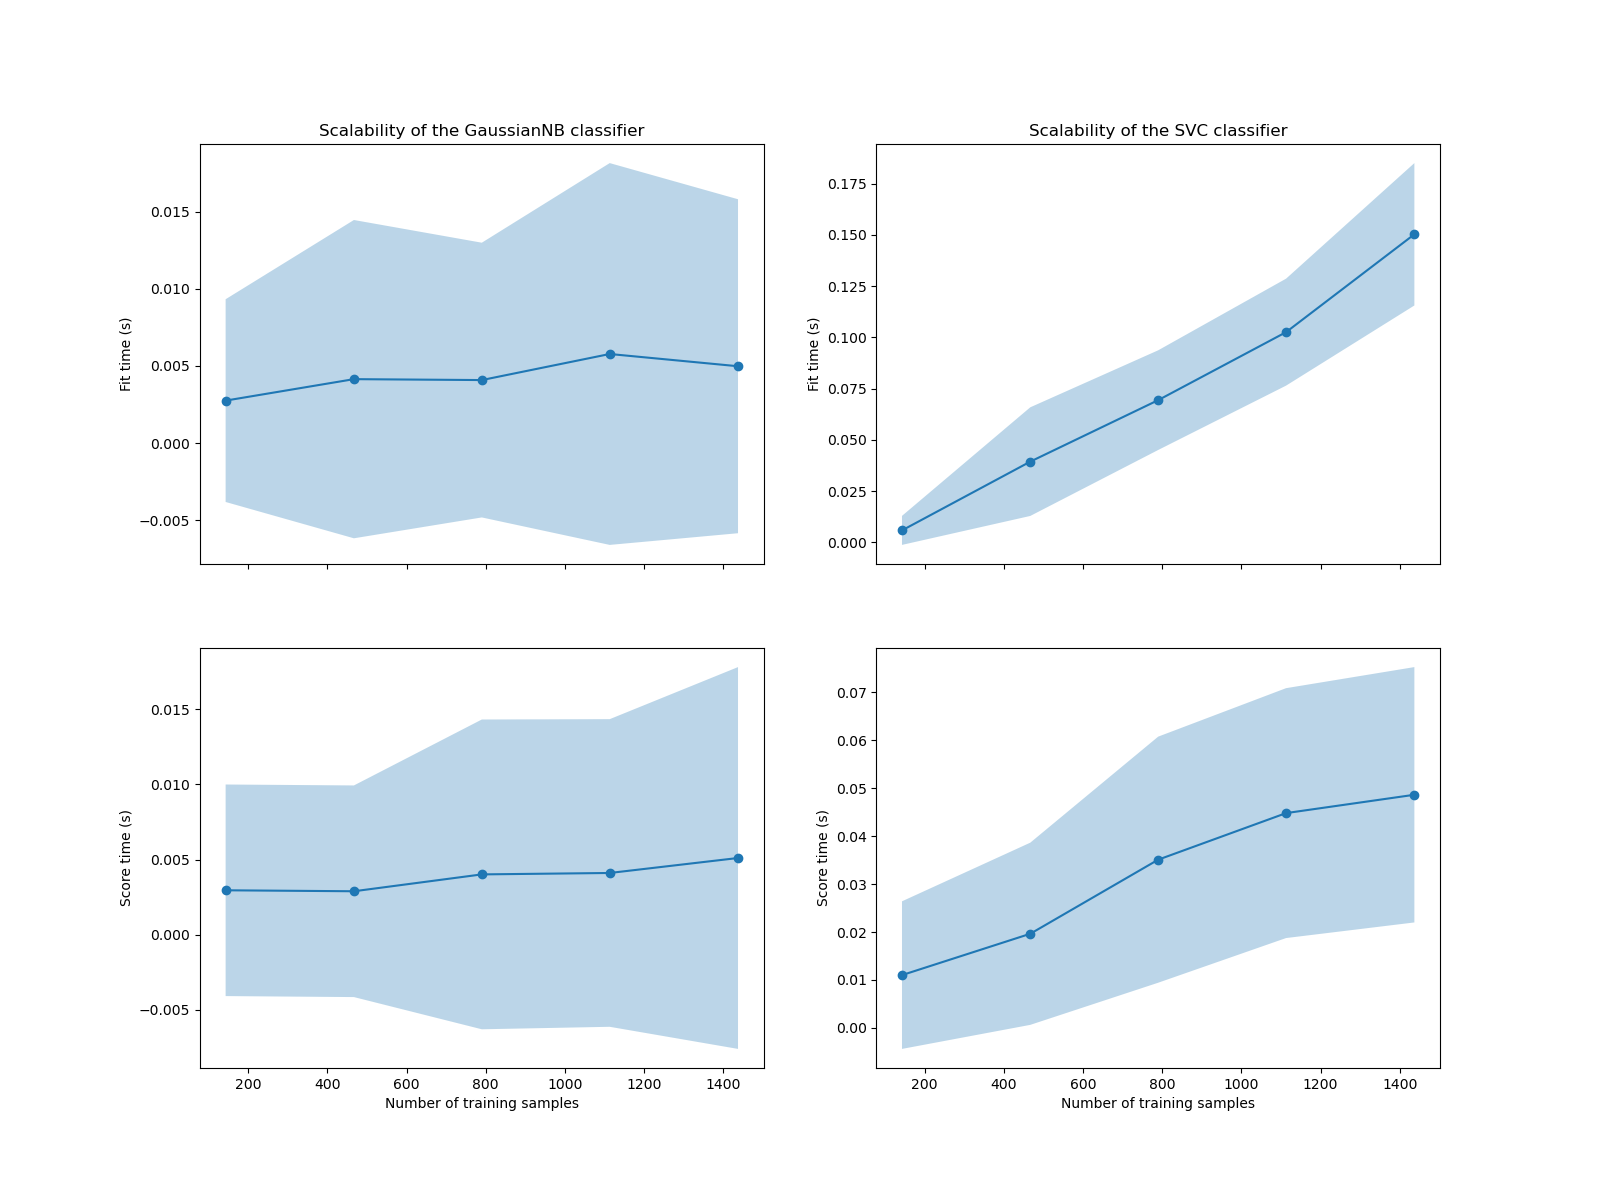 Scalability of the GaussianNB classifier
0.015
0.010
0.005
0.000
−0.005
Fit time (s)
Scalability of the SVC classifier
0.175
0.150
0.125
0.100
0.075
0.050
0.025
0.000
Fit time (s)
0.015
0.010
0.005
0.000
−0.005
Score time (s)
200 400 600 800 1000 1200 1400
Number of training samples
0.07
0.06
0.05
0.04
0.03
0.02
0.01
0.00
Score time (s)
200 400 600 800 1000 1200 1400
Number of training samples